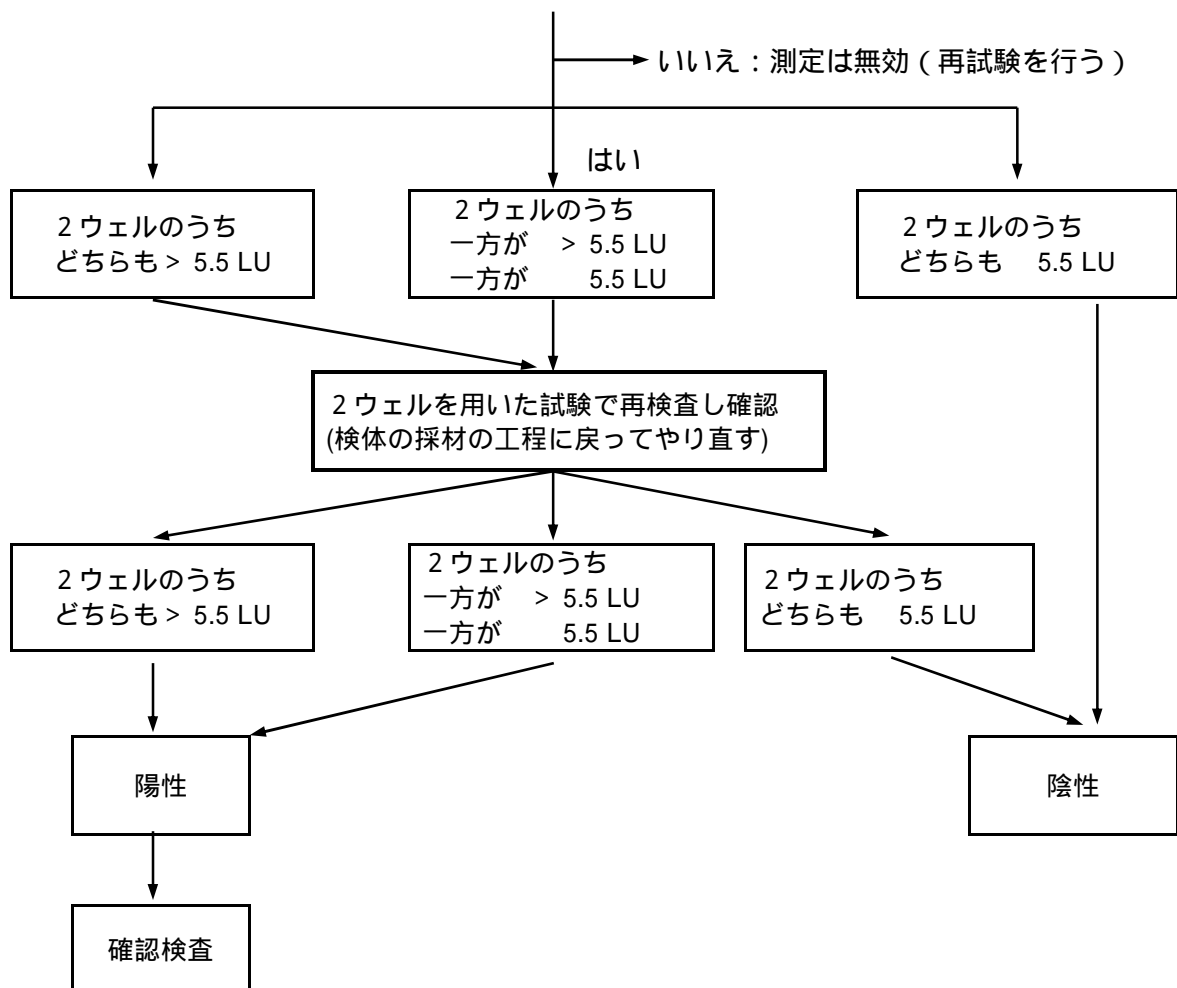 いいえ：測定は無効（再試験を行う）
はい
2ウェルのうち
どちらも> 5.5 LU
2ウェルのうち
一方が > 5.5 LU
一方が 5.5 LU
2ウェルのうち
どちらも 5.5 LU
2ウェルを用いた試験で再検査し確認
(検体の採材の工程に戻ってやり直す)
2ウェルのうち
どちらも> 5.5 LU
2ウェルのうち
一方が > 5.5 LU
一方が 5.5 LU
2ウェルのうち
どちらも 5.5 LU
陽性
陰性
確認検査